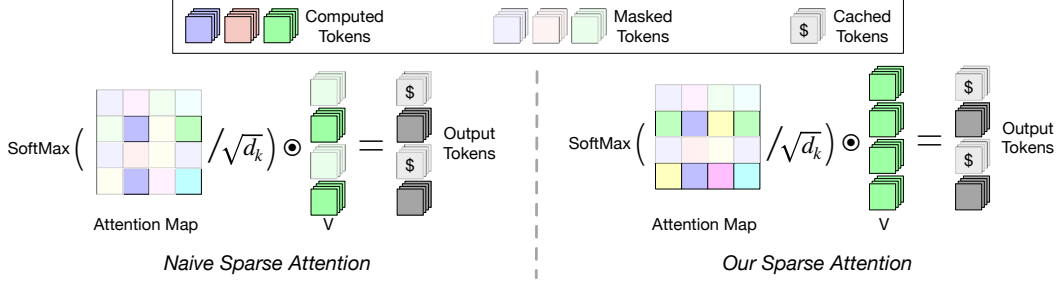 Computed
Tokens
Masked
Tokens
$
Cached
Tokens
SoftMax ( / √d_k ) ⊙ =
$
$
Output
Tokens
Attention Map
V
Naive Sparse Attention
SoftMax ( / √d_k ) ⊙ =
$
$
Output
Tokens
Attention Map
V
Our Sparse Attention